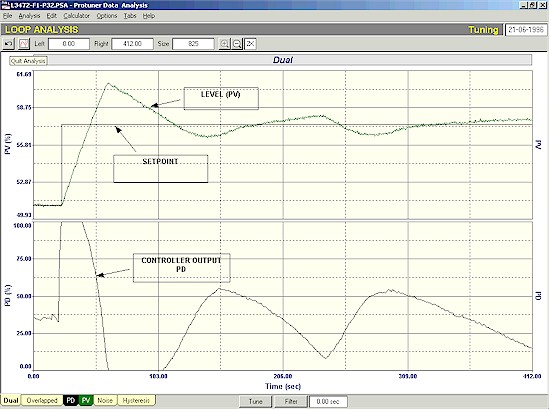 L3472-F1-P32.PSA - Protuner Data Analysis
File Analysis Edit Calculator Options Tabs Help
LOOP ANALYSIS Tuning 21-06-1996
Left 0.00 Right 412.00 Size 825 2X
Quit Analysis Dual
61.69
LEVEL (PV)
58.75
PV (%) 55.81 PV
SETPOINT
52.87
49.93
100.00
CONTROLLER OUTPUT
PD
75.00
PD (%) 50.00 PD
25.00
0.00
0.00 103.00 206.00 309.00 412.00
Time (sec)
Dual Overlapped PD PV Noise Hysteresis Tune Filter 0.00 sec